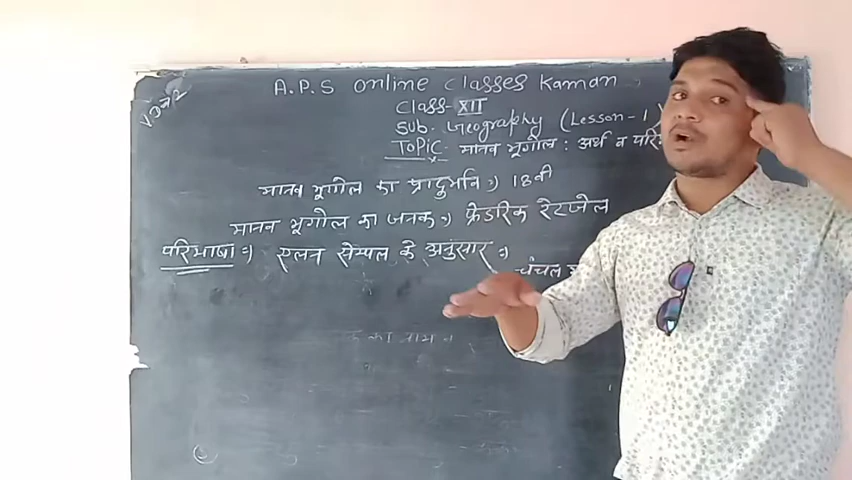 A.P.S online classes Kaman
Class XII
Sub. Geography (Lesson-1)
TOPIC- मानव भूगोल : अर्थ व
मानव भूगोल का प्रादुर्भाव :) 18वी
मानव भूगोल का जनक :) फ्रेडरिक रेटजेल
परिभाषा :) एलन सेम्पल के अनुसार :)
चंचल